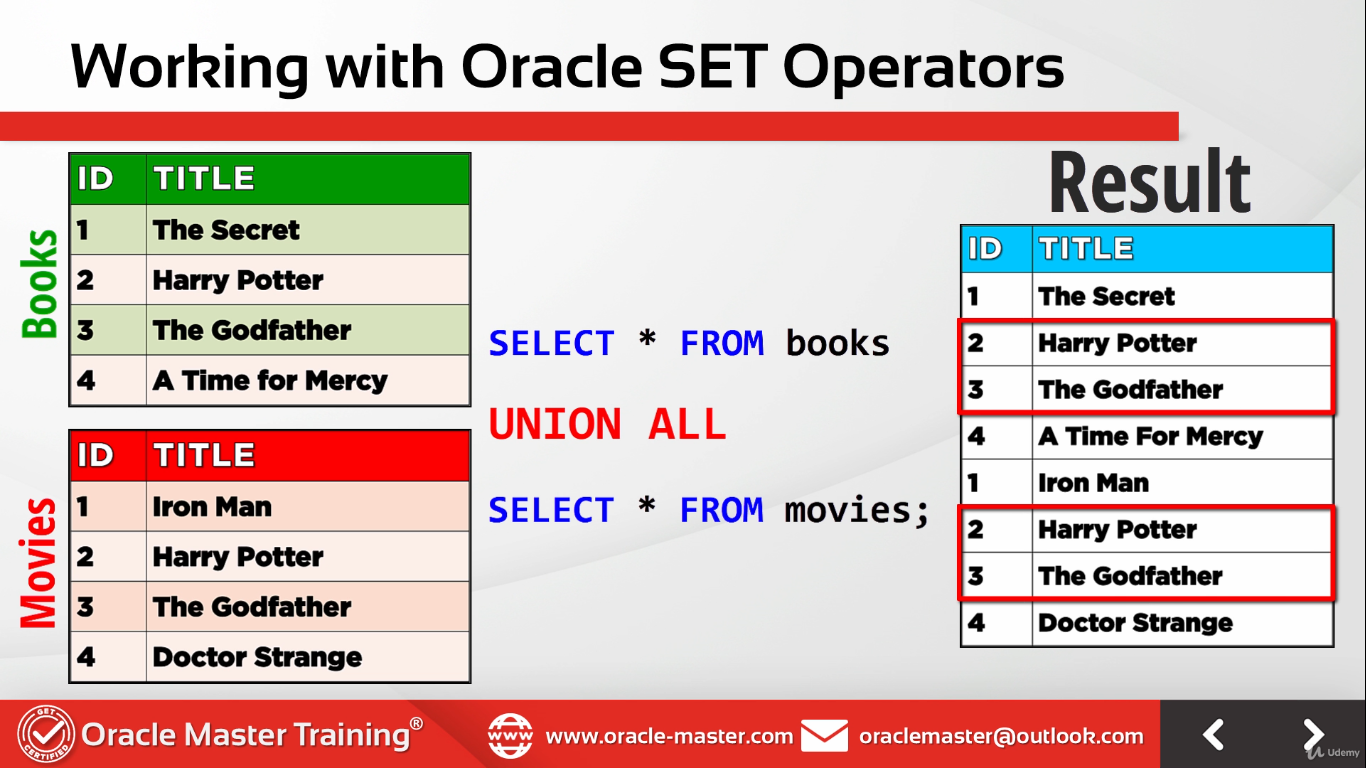 Working with Oracle SET Operators
Books
ID TITLE
1 The Secret
2 Harry Potter
3 The Godfather
4 A Time for Mercy
Movies
ID TITLE
1 Iron Man
2 Harry Potter
3 The Godfather
4 Doctor Strange
SELECT * FROM books
UNION ALL
SELECT * FROM movies;
Result
ID TITLE
1 The Secret
2 Harry Potter
3 The Godfather
4 A Time For Mercy
1 Iron Man
2 Harry Potter
3 The Godfather
4 Doctor Strange
GET
CERTIFIED
Oracle Master Training®
WWW
www.oracle-master.com
oraclemaster@outlook.com
Udemy